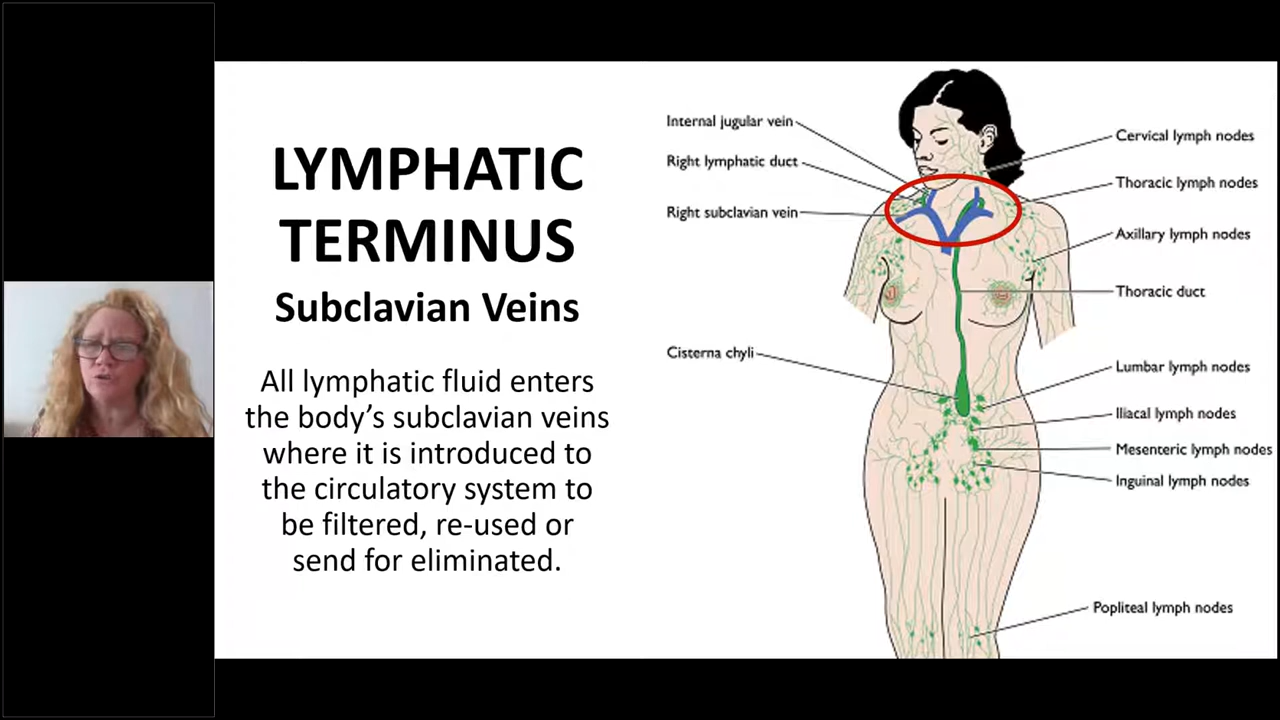 LYMPHATIC
TERMINUS
Subclavian Veins
All lymphatic fluid enters
the body's subclavian veins
where it is introduced to
the circulatory system to
be filtered, re-used or
send for eliminated.
Internal jugular vein
Right lymphatic duct
Right subclavian vein
Cisterna chyli
Cervical lymph nodes
Thoracic lymph nodes
Axillary lymph nodes
Thoracic duct
Lumbar lymph nodes
Iliacal lymph nodes
Mesenteric lymph nodes
Inguinal lymph nodes
Popliteal lymph nodes